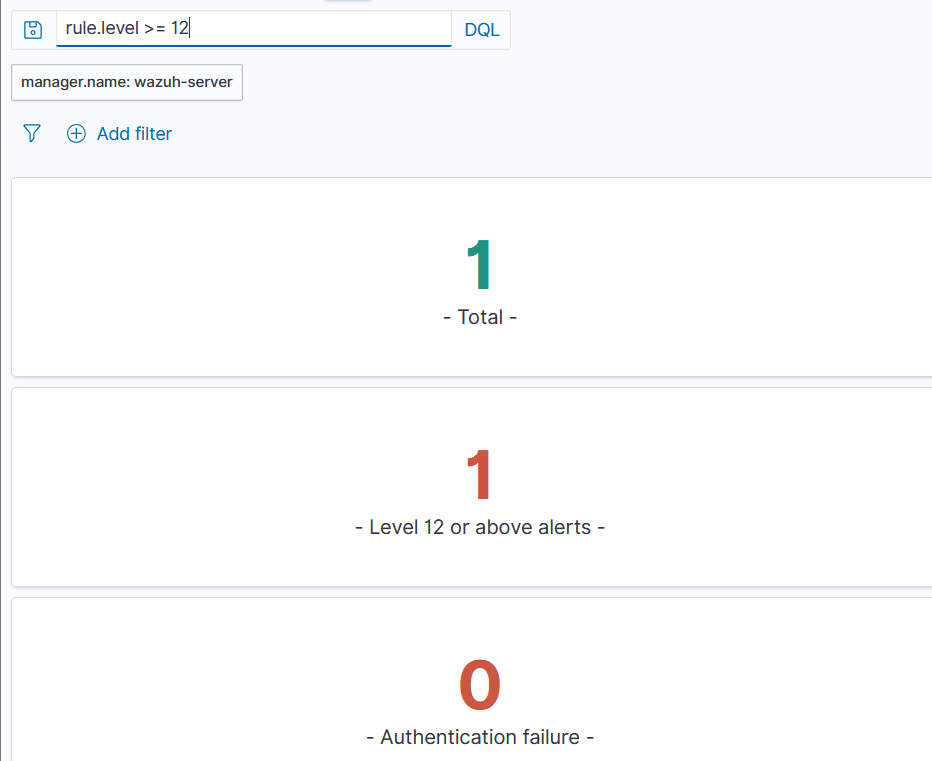 rule.level >= 12
DQL
manager.name: wazuh-server
Add filter
1
- Total -
1
- Level 12 or above alerts -
0
- Authentication failure -